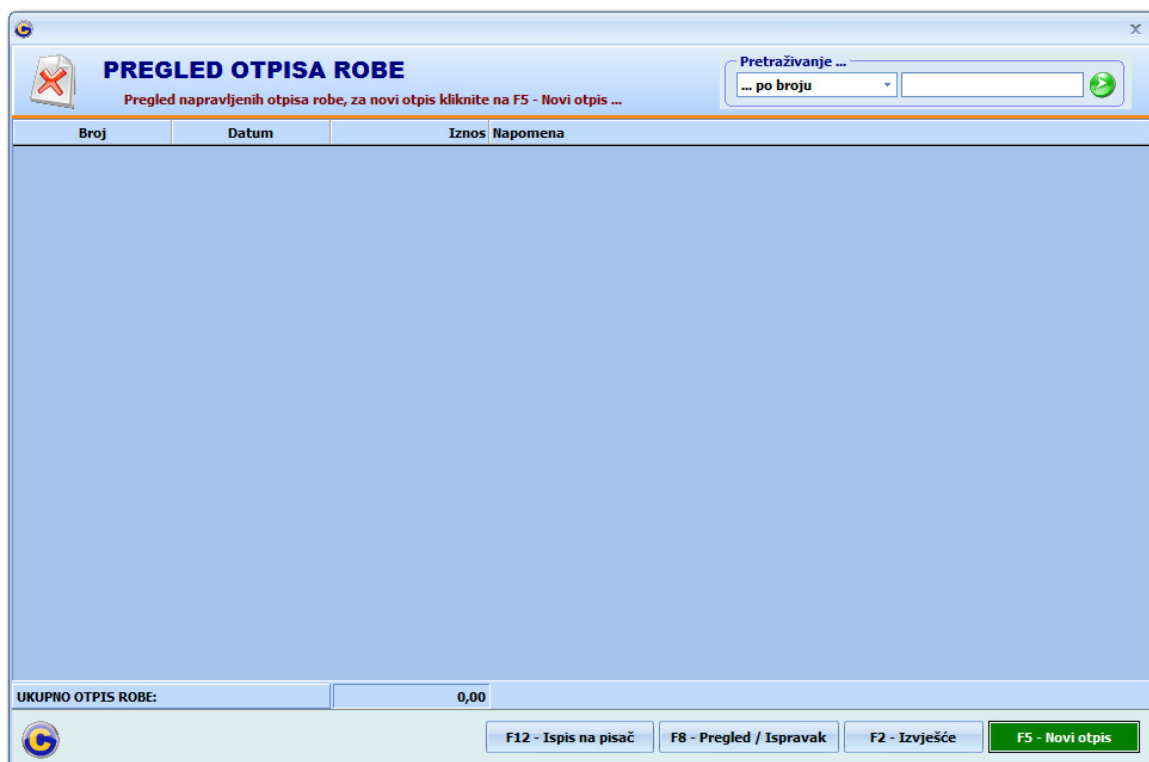 x
PREGLED OTPISA ROBE
Pregled napravljenih otpisa robe, za novi otpis kliknite na F5 - Novi otpis ...
Pretraživanje ...
... po broju
Broj Datum Iznos Napomena
UKUPNO OTPIS ROBE: 0,00
F12 - Ispis na pisač F8 - Pregled / Ispravak F2 - Izvješće F5 - Novi otpis